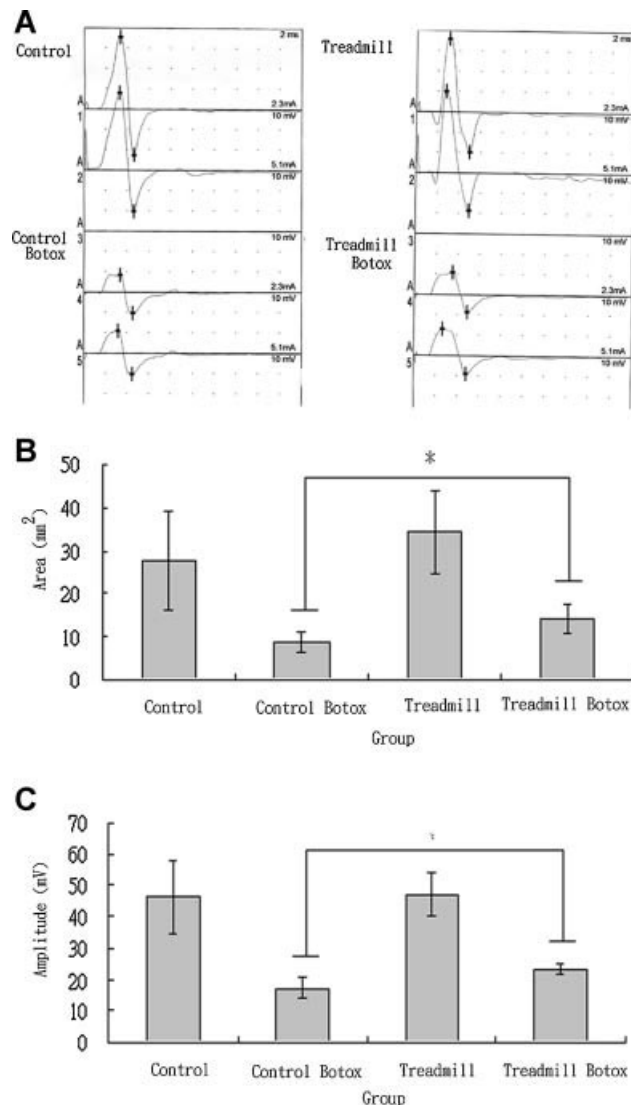 A
Control
2 ms
A
1
2.3mA
10 mV
A
2
5.1mA
10 mV
A
3
10 mV
Control
Botox
A
4
2.3mA
10 mV
A
5
5.1mA
10 mV
Treadmill
2 ms
A
1
2.3mA
10 mV
A
2
5.1mA
10 mV
A
3
10 mV
Treadmill
Botox
A
4
2.3mA
10 mV
A
5
5.1mA
10 mV
B
Area (mm²)
50
40
30
20
10
0
*
Control Control Botox Treadmill Treadmill Botox
Group
C
Amplitude (mV)
70
60
50
40
30
20
10
0
Control Control Botox Treadmill Treadmill Botox
Group